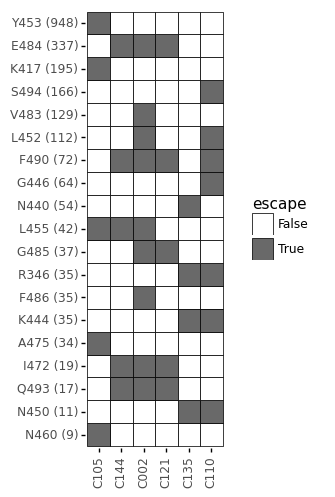 Y453 (948)
E484 (337)
K417 (195)
S494 (166)
V483 (129)
L452 (112)
F490 (72)
G446 (64)
N440 (54)
L455 (42)
G485 (37)
R346 (35)
F486 (35)
K444 (35)
A475 (34)
I472 (19)
Q493 (17)
N450 (11)
N460 (9)
escape
False
True
C105
C144
C002
C121
C135
C110